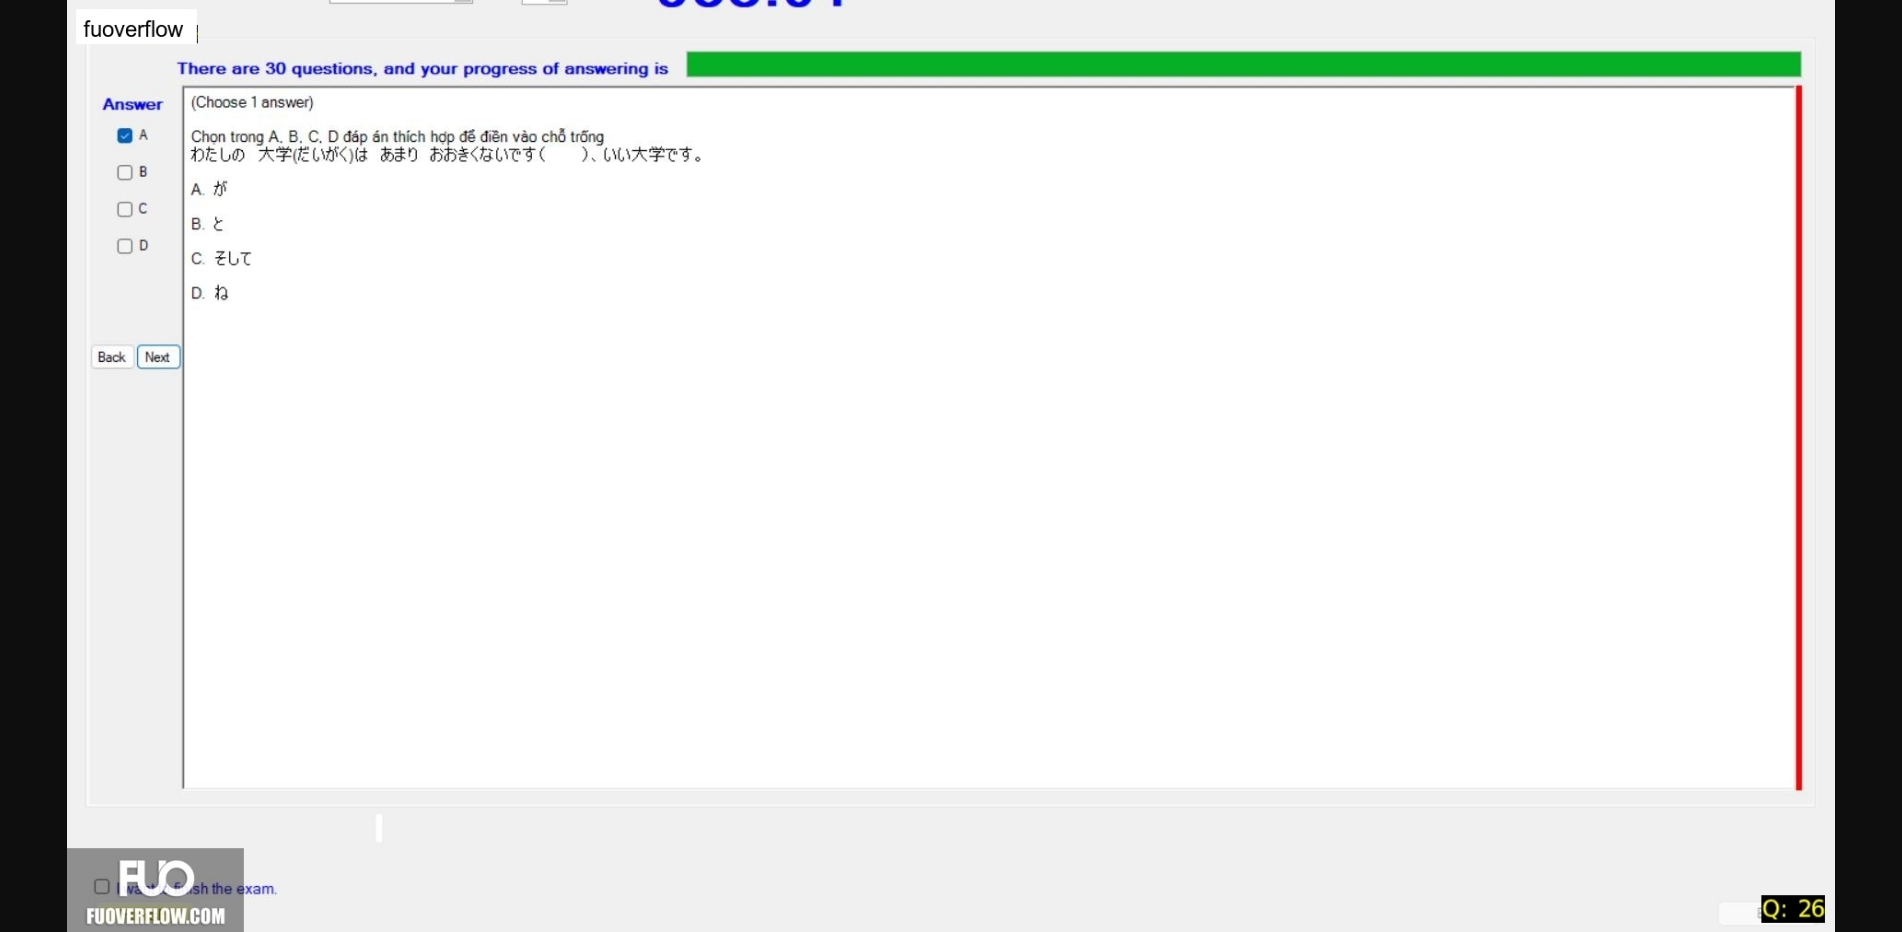 fuoverflow
There are 30 questions, and your progress of answering is
Answer
(Choose 1 answer)
A
Chọn trong A, B, C, D đáp án thích hợp để điền vào chỗ trống
わたしの 大学(だいがく)は あまり おおきくないです( )、いい大学です。
B
A. が
C
B. と
D
C. そして
D. ね
Back Next
I want finish the exam.
FUO
FUOVERFLOW.COM
Q: 26